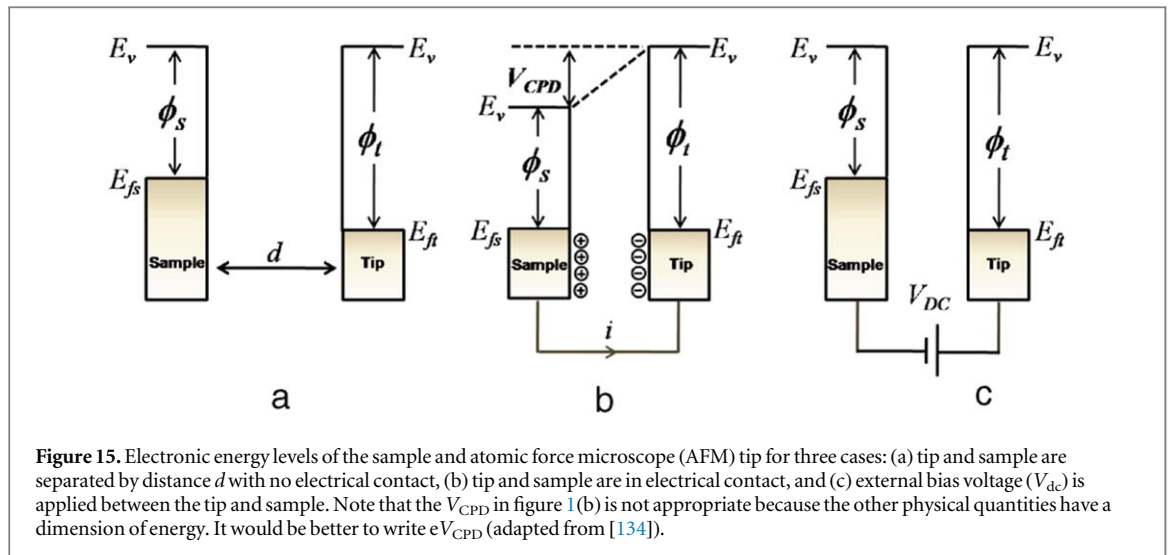 E_v E_v V_CPD E_v E_v E_v
ϕ_s ϕ_t E_v ϕ_s ϕ_t ϕ_s ϕ_t
E_fs E_ft E_fs E_ft E_fs E_ft
Sample d Tip Sample ⊕ ⊕ ⊕ ⊕ ⊖ ⊖ ⊖ ⊖ Tip Sample Tip
V_DC
i
a b c
Figure 15. Electronic energy levels of the sample and atomic force microscope (AFM) tip for three cases: (a) tip and sample are
separated by distance d with no electrical contact, (b) tip and sample are in electrical contact, and (c) external bias voltage (V_dc) is
applied between the tip and sample. Note that the V_CPD in figure 1(b) is not appropriate because the other physical quantities have a
dimension of energy. It would be better to write eV_CPD (adapted from [134]).